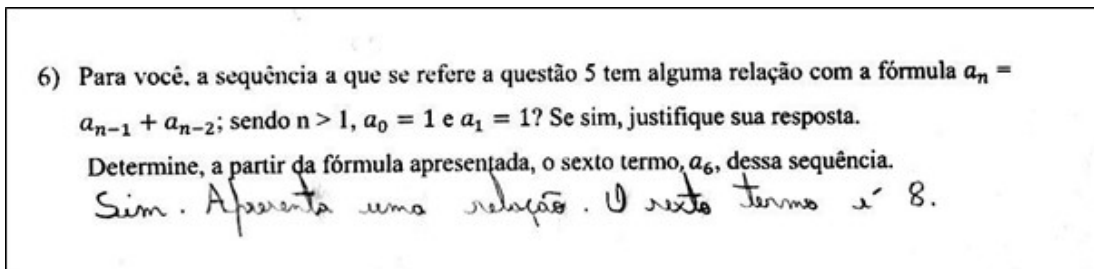 6) Para você, a sequência a que se refere a questão 5 tem alguma relação com a fórmula aₙ =
aₙ₋₁ + aₙ₋₂; sendo n > 1, a₀ = 1 e a₁ = 1? Se sim, justifique sua resposta.
Determine, a partir da fórmula apresentada, o sexto termo, a₆, dessa sequência.
Sim. Apresenta uma relação. O sexto termo é 8.